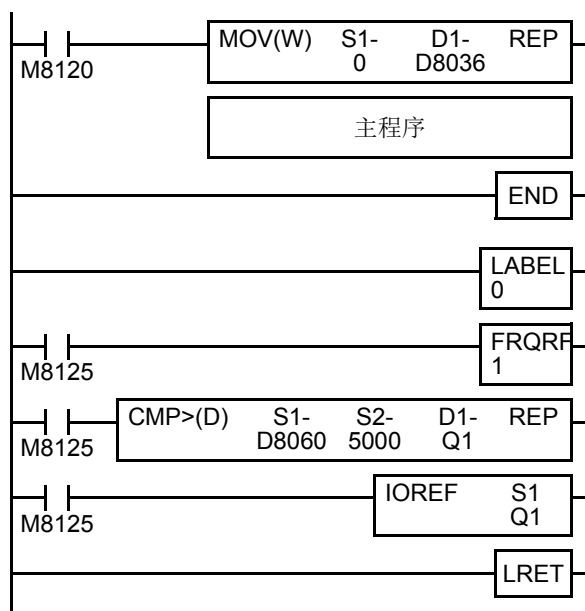 MOV(W) S1- D1- REP
0 D8036
M8120
主程序
END
LABEL
0
FRQRF
1
M8125
CMP>(D) S1- S2- D1- REP
D8060 5000 Q1
M8125
IOREF S1
Q1
M8125
LRET